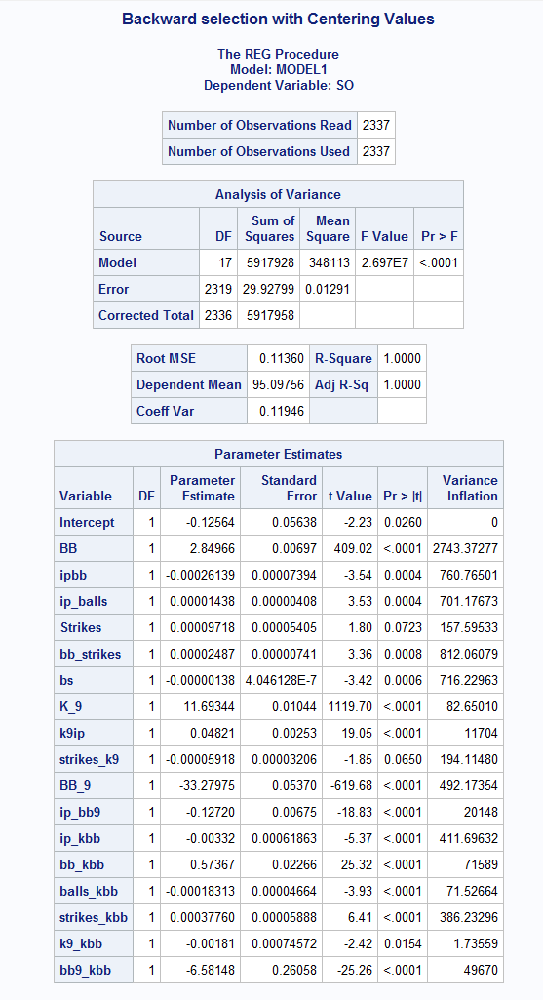 Backward selection with Centering Values
The REG Procedure
Model: MODEL1
Dependent Variable: SO
Number of Observations Read 2337
Number of Observations Used 2337
Analysis of Variance
Source DF Sum of Squares Mean Square F Value Pr > F
Model 17 5917928 348113 2.697E7 <.0001
Error 2319 29.92799 0.01291
Corrected Total 2336 5917958
Root MSE 0.11360 R-Square 1.0000
Dependent Mean 95.09756 Adj R-Sq 1.0000
Coeff Var 0.11946
Parameter Estimates
Variable DF Parameter Estimate Standard Error t Value Pr > |t| Variance Inflation
Intercept 1 -0.12564 0.05638 -2.23 0.0260 0
BB 1 2.84966 0.00697 409.02 <.0001 2743.37277
ipbb 1 -0.00026139 0.00007394 -3.54 0.0004 760.76501
ip_balls 1 0.00001438 0.00000408 3.53 0.0004 701.17673
Strikes 1 0.00009718 0.00005405 1.80 0.0723 157.59533
bb_strikes 1 0.00002487 0.00000741 3.36 0.0008 812.06079
bs 1 -0.00000138 4.046128E-7 -3.42 0.0006 716.22963
K_9 1 11.69344 0.01044 1119.70 <.0001 82.65010
k9ip 1 0.04821 0.00253 19.05 <.0001 11704
strikes_k9 1 -0.00005918 0.00003206 -1.85 0.0650 194.11480
BB_9 1 -33.27975 0.05370 -619.68 <.0001 492.17354
ip_bb9 1 -0.12720 0.00675 -18.83 <.0001 20148
ip_kbb 1 -0.00332 0.00061863 -5.37 <.0001 411.69632
bb_kbb 1 0.57367 0.02266 25.32 <.0001 71589
balls_kbb 1 -0.00018313 0.00004664 -3.93 <.0001 71.52664
strikes_kbb 1 0.00037760 0.00005888 6.41 <.0001 386.23296
k9_kbb 1 -0.00181 0.00074572 -2.42 0.0154 1.73559
bb9_kbb 1 -6.58148 0.26058 -25.26 <.0001 49670